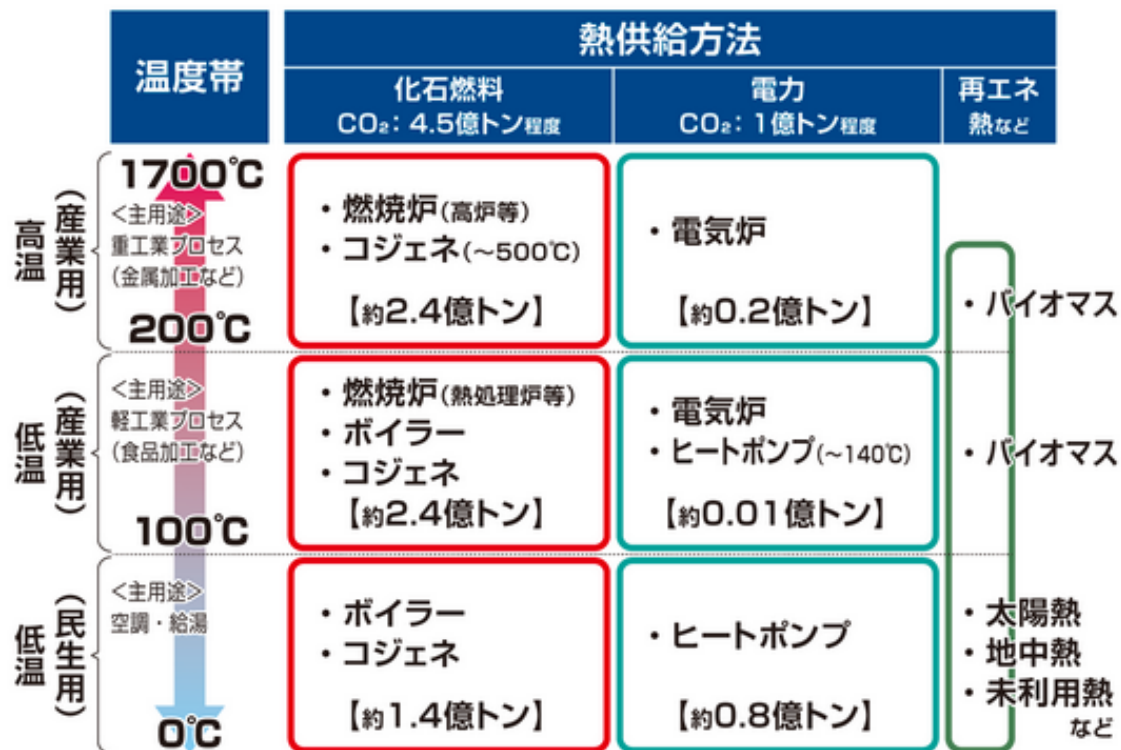 温度帯
熱供給方法
化石燃料
CO₂：4.5億トン程度
電力
CO₂：1億トン程度
再エネ
熱など
高温
（産業用）
1700℃
<主用途>
重工業プロセス
（金属加工など）
200℃
・燃焼炉（高炉等）
・コジェネ（～500℃）
【約2.4億トン】
・電気炉
【約0.2億トン】
・バイオマス
低温
（産業用）
<主用途>
軽工業プロセス
（食品加工など）
100℃
・燃焼炉（熱処理炉等）
・ボイラー
・コジェネ
【約2.4億トン】
・電気炉
・ヒートポンプ（～140℃）
【約0.01億トン】
・バイオマス
低温
（民生用）
<主用途>
空調・給湯
0℃
・ボイラー
・コジェネ
【約1.4億トン】
・ヒートポンプ
【約0.8億トン】
・太陽熱
・地中熱
・未利用熱
など